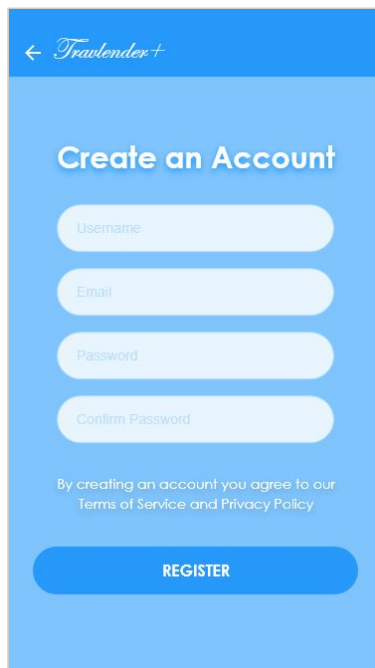 Travlender+
Create an Account
Username
Email
Password
Confirm Password
By creating an account you agree to our
Terms of Service and Privacy Policy
REGISTER